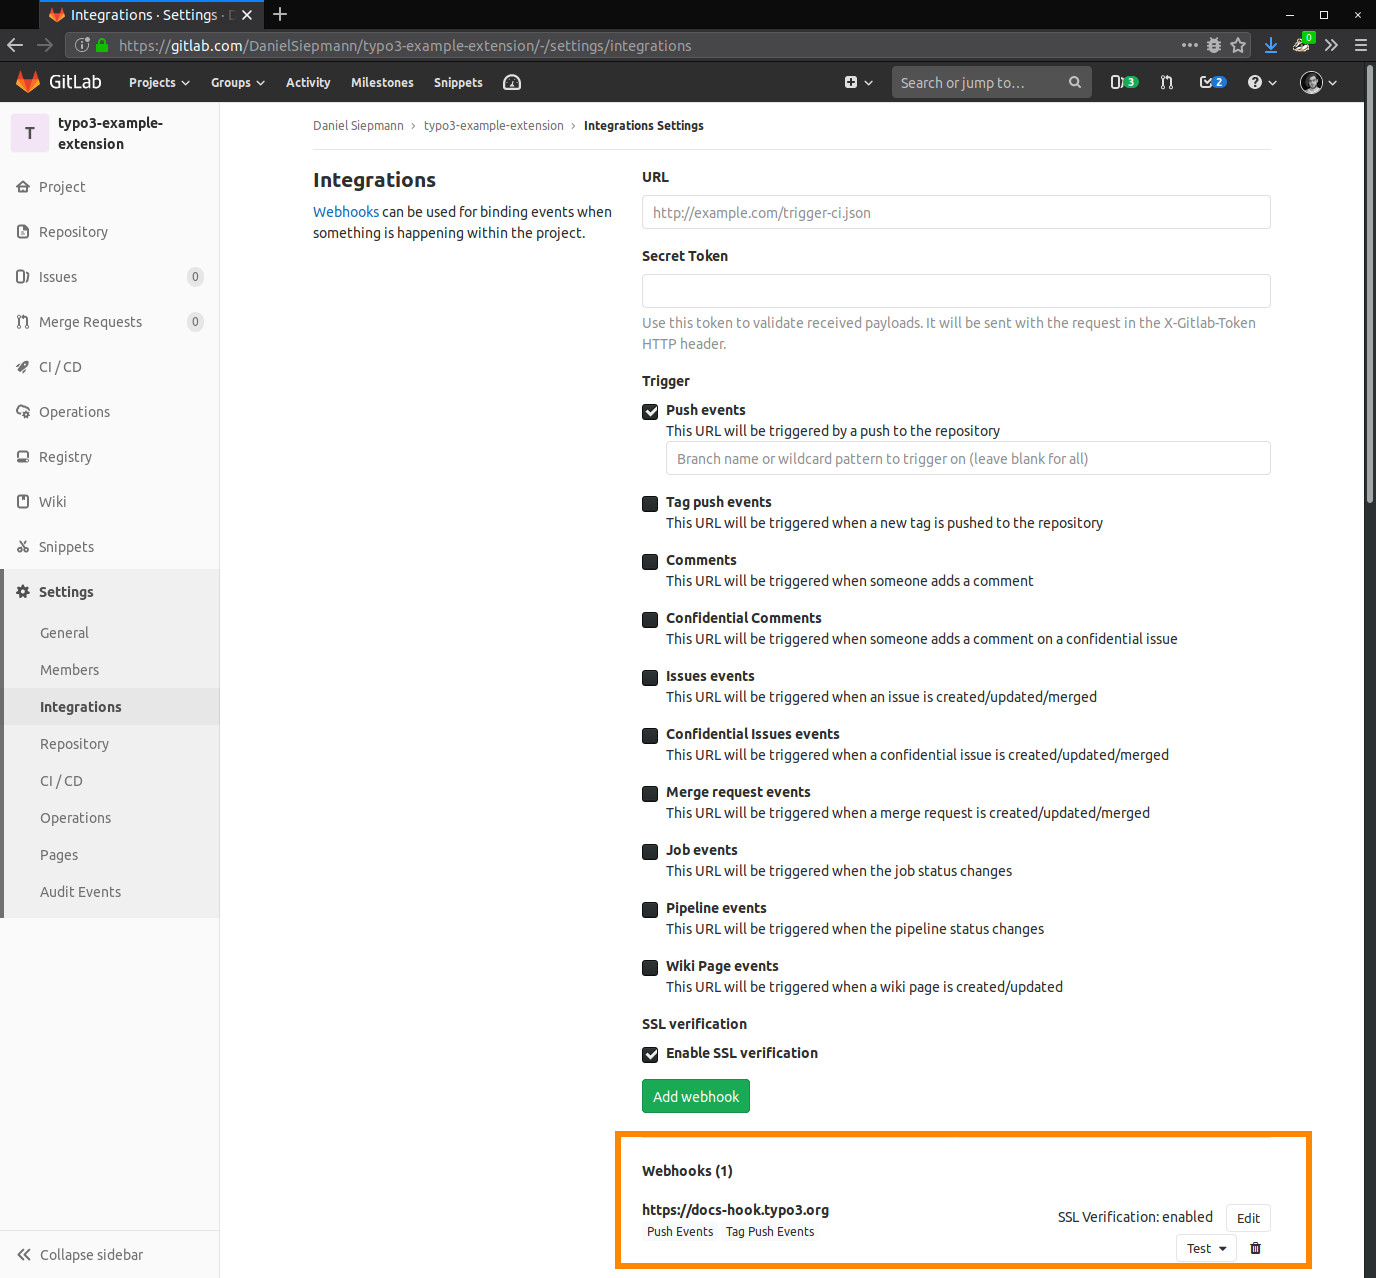 Integrations · Settings ·
https://gitlab.com/DanielSiepmann/typo3-example-extension/-/settings/integrations
0
GitLab
Projects
Groups
Activity
Milestones
Snippets
Search or jump to…
3
2
T
typo3-example-
extension
Project
Repository
Issues
0
Merge Requests
0
CI / CD
Operations
Registry
Wiki
Snippets
Settings
General
Members
Integrations
Repository
CI / CD
Operations
Pages
Audit Events
Collapse sidebar
Daniel Siepmann › typo3-example-extension › Integrations Settings
Integrations
Webhooks can be used for binding events when
something is happening within the project.
URL
http://example.com/trigger-ci.json
Secret Token
Use this token to validate received payloads. It will be sent with the request in the X-Gitlab-Token
HTTP header.
Trigger
Push events
This URL will be triggered by a push to the repository
Branch name or wildcard pattern to trigger on (leave blank for all)
Tag push events
This URL will be triggered when a new tag is pushed to the repository
Comments
This URL will be triggered when someone adds a comment
Confidential Comments
This URL will be triggered when someone adds a comment on a confidential issue
Issues events
This URL will be triggered when an issue is created/updated/merged
Confidential Issues events
This URL will be triggered when a confidential issue is created/updated/merged
Merge request events
This URL will be triggered when a merge request is created/updated/merged
Job events
This URL will be triggered when the job status changes
Pipeline events
This URL will be triggered when the pipeline status changes
Wiki Page events
This URL will be triggered when a wiki page is created/updated
SSL verification
Enable SSL verification
Add webhook
Webhooks (1)
https://docs-hook.typo3.org
Push Events Tag Push Events
SSL Verification: enabled
Edit
Test